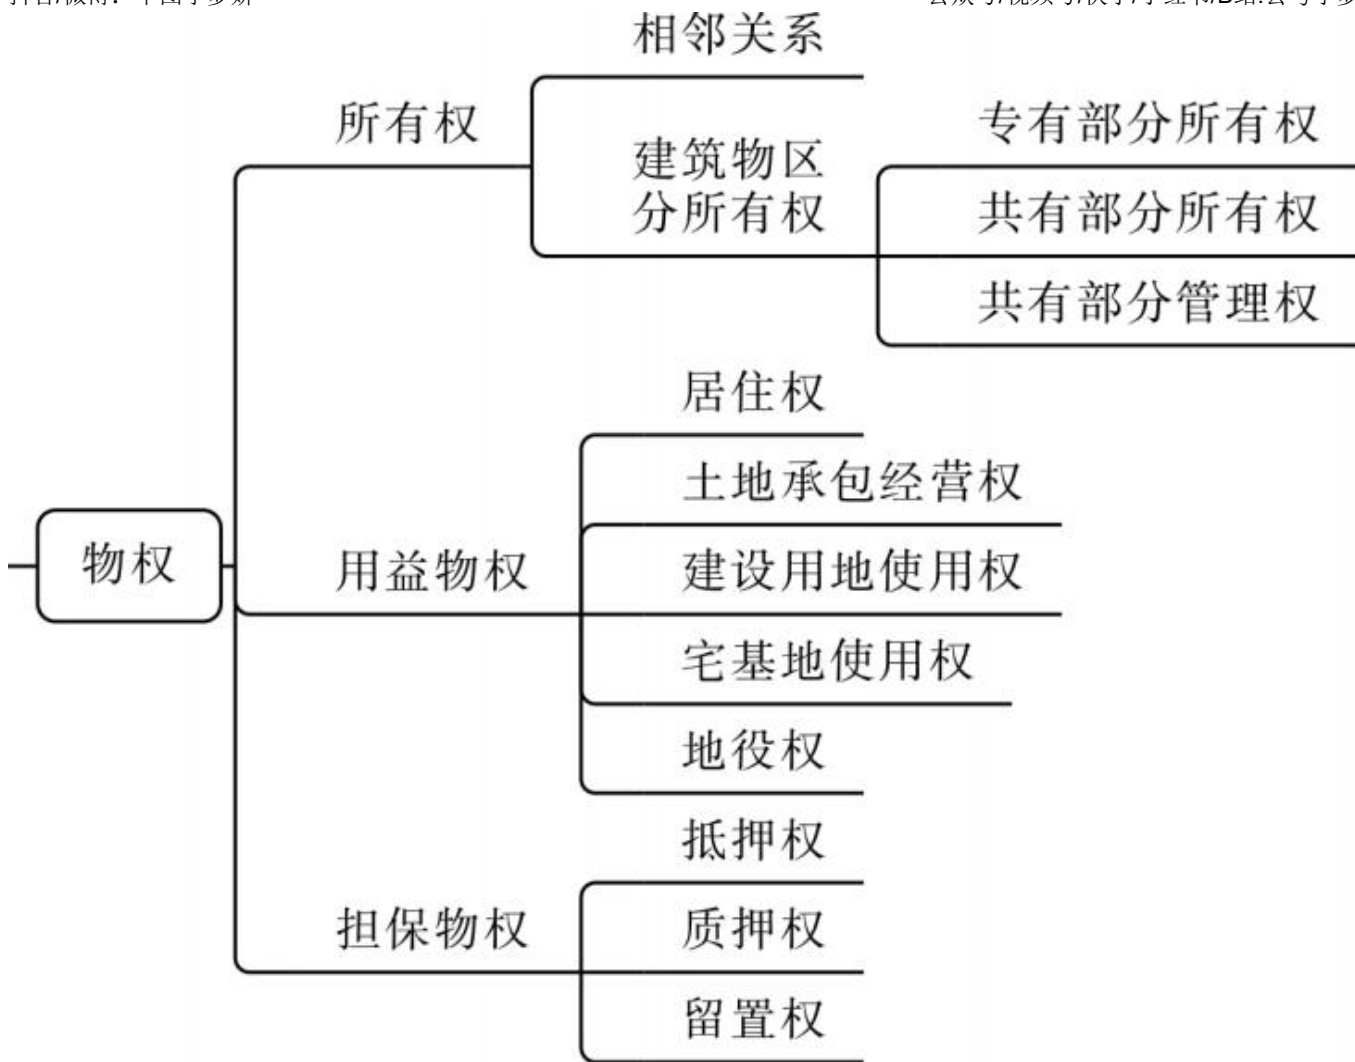 相邻关系
所有权
专有部分所有权
建筑物区
分所有权
共有部分所有权
共有部分管理权
居住权
土地承包经营权
物权
用益物权
建设用地使用权
宅基地使用权
地役权
抵押权
担保物权
质押权
留置权